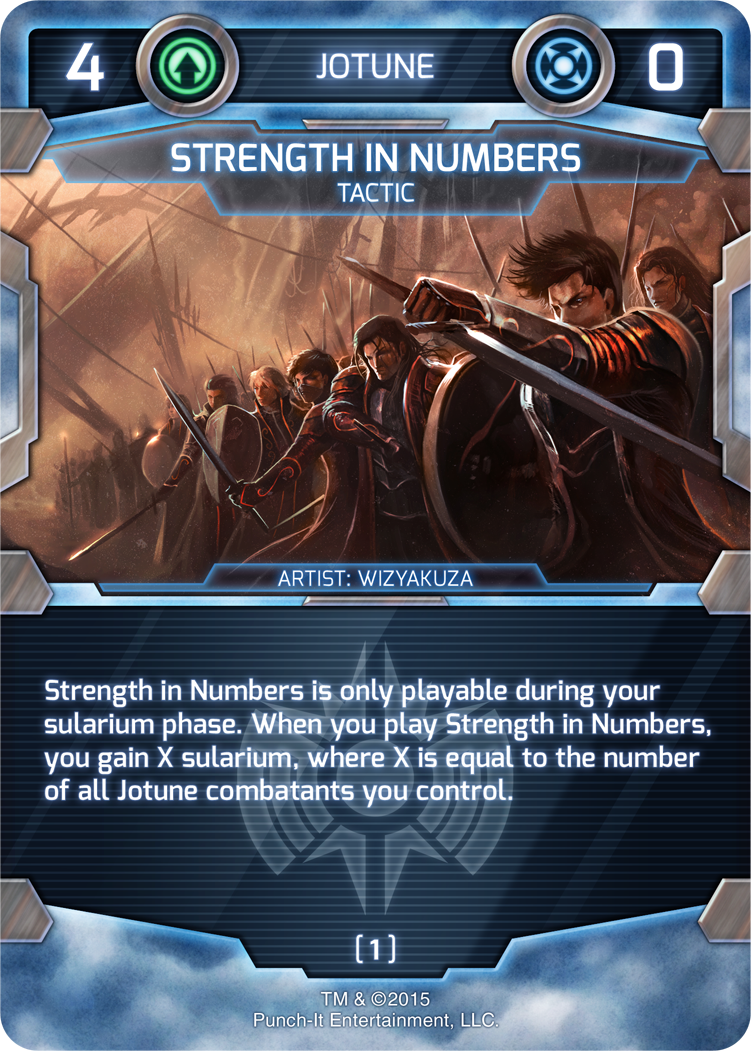 4 JOTUNE 0
STRENGTH IN NUMBERS
TACTIC
ARTIST: WIZYAKUZA
Strength in Numbers is only playable during your
sularium phase. When you play Strength in Numbers,
you gain X sularium, where X is equal to the number
of all Jotune combatants you control.
[1]
TM & ©2015
Punch-It Entertainment, LLC.